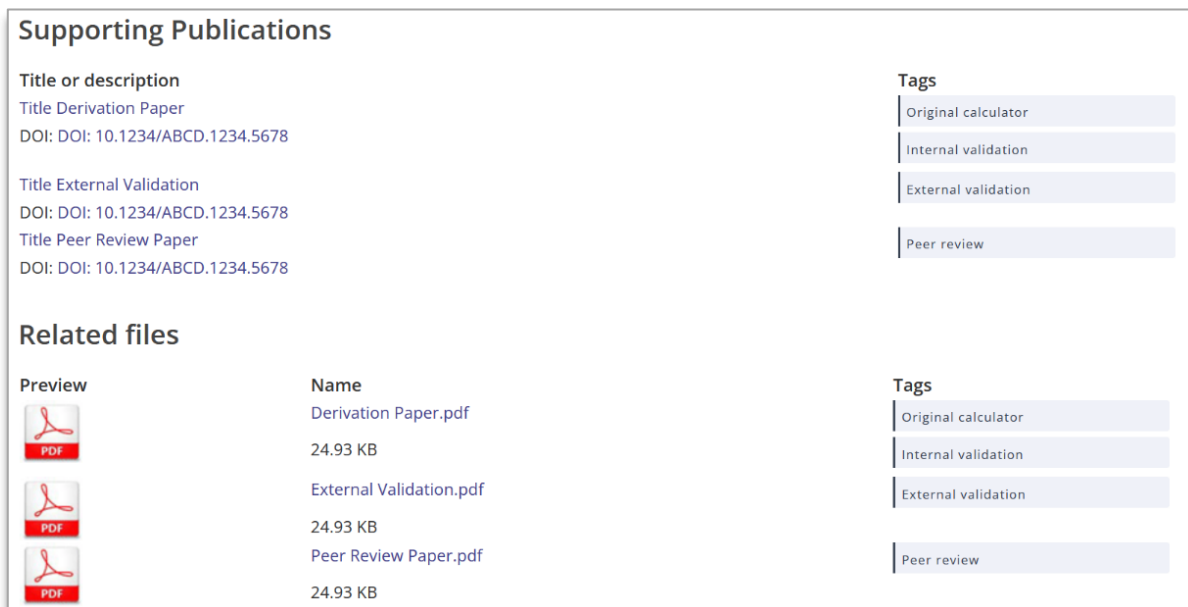 Supporting Publications
Title or description Tags
Title Derivation Paper Original calculator
DOI: DOI: 10.1234/ABCD.1234.5678
Internal validation
Title External Validation External validation
DOI: DOI: 10.1234/ABCD.1234.5678
Title Peer Review Paper Peer review
DOI: DOI: 10.1234/ABCD.1234.5678
Related files
Preview Name Tags
Derivation Paper.pdf Original calculator
PDF 24.93 KB Internal validation
External Validation.pdf External validation
PDF 24.93 KB
Peer Review Paper.pdf Peer review
PDF 24.93 KB